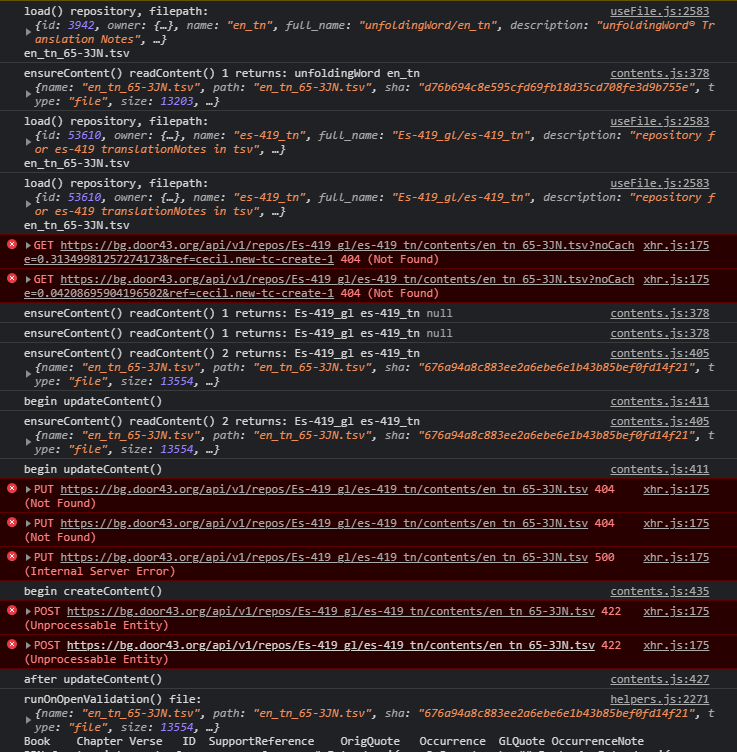 load() repository, filepath: useFile.js:2583
{id: 3942, owner: {…}, name: "en_tn", full_name: "unfoldingWord/en_tn", description: "unfoldingWord® Tr
anslation Notes", …}
en_tn_65-3JN.tsv
ensureContent() readContent() 1 returns: unfoldingWord en_tn contents.js:378
{name: "en_tn_65-3JN.tsv", path: "en_tn_65-3JN.tsv", sha: "d76b694c8e595cfd69fb18d35cd708fe3d9b755e", t
ype: "file", size: 13203, …}
load() repository, filepath: useFile.js:2583
{id: 53610, owner: {…}, name: "es-419_tn", full_name: "Es-419_gl/es-419_tn", description: "repository f
or es-419 translationNotes in tsv", …}
en_tn_65-3JN.tsv
load() repository, filepath: useFile.js:2583
{id: 53610, owner: {…}, name: "es-419_tn", full_name: "Es-419_gl/es-419_tn", description: "repository f
or es-419 translationNotes in tsv", …}
en_tn_65-3JN.tsv
GET https://bg.door43.org/api/v1/repos/Es-419_gl/es-419_tn/contents/en_tn_65-3JN.tsv?noCach xhr.js:175
e=0.31349981257274173&ref=cecil.new-tc-create-1 404 (Not Found)
GET https://bg.door43.org/api/v1/repos/Es-419_gl/es-419_tn/contents/en_tn_65-3JN.tsv?noCach xhr.js:175
e=0.04208695904196502&ref=cecil.new-tc-create-1 404 (Not Found)
ensureContent() readContent() 1 returns: Es-419_gl es-419_tn null contents.js:378
ensureContent() readContent() 1 returns: Es-419_gl es-419_tn null contents.js:378
ensureContent() readContent() 2 returns: Es-419_gl es-419_tn contents.js:405
{name: "en_tn_65-3JN.tsv", path: "en_tn_65-3JN.tsv", sha: "676a94a8c883ee2a6ebe6e1b43b85bef0fd14f21", t
ype: "file", size: 13554, …}
begin updateContent() contents.js:411
ensureContent() readContent() 2 returns: Es-419_gl es-419_tn contents.js:405
{name: "en_tn_65-3JN.tsv", path: "en_tn_65-3JN.tsv", sha: "676a94a8c883ee2a6ebe6e1b43b85bef0fd14f21", t
ype: "file", size: 13554, …}
begin updateContent() contents.js:411
PUT https://bg.door43.org/api/v1/repos/Es-419_gl/es-419_tn/contents/en_tn_65-3JN.tsv 404 xhr.js:175
(Not Found)
PUT https://bg.door43.org/api/v1/repos/Es-419_gl/es-419_tn/contents/en_tn_65-3JN.tsv 404 xhr.js:175
(Not Found)
PUT https://bg.door43.org/api/v1/repos/Es-419_gl/es-419_tn/contents/en_tn_65-3JN.tsv 500 xhr.js:175
(Internal Server Error)
begin createContent() contents.js:435
POST https://bg.door43.org/api/v1/repos/Es-419_gl/es-419_tn/contents/en_tn_65-3JN.tsv 422 xhr.js:175
(Unprocessable Entity)
POST https://bg.door43.org/api/v1/repos/Es-419_gl/es-419_tn/contents/en_tn_65-3JN.tsv 422 xhr.js:175
(Unprocessable Entity)
after updateContent() contents.js:427
runOnOpenValidation() file: helpers.js:2271
{name: "en_tn_65-3JN.tsv", path: "en_tn_65-3JN.tsv", sha: "676a94a8c883ee2a6ebe6e1b43b85bef0fd14f21", t
ype: "file", size: 13554, …}
Book Chapter Verse ID SupportReference OrigQuote Occurrence GLQuote OccurrenceNote